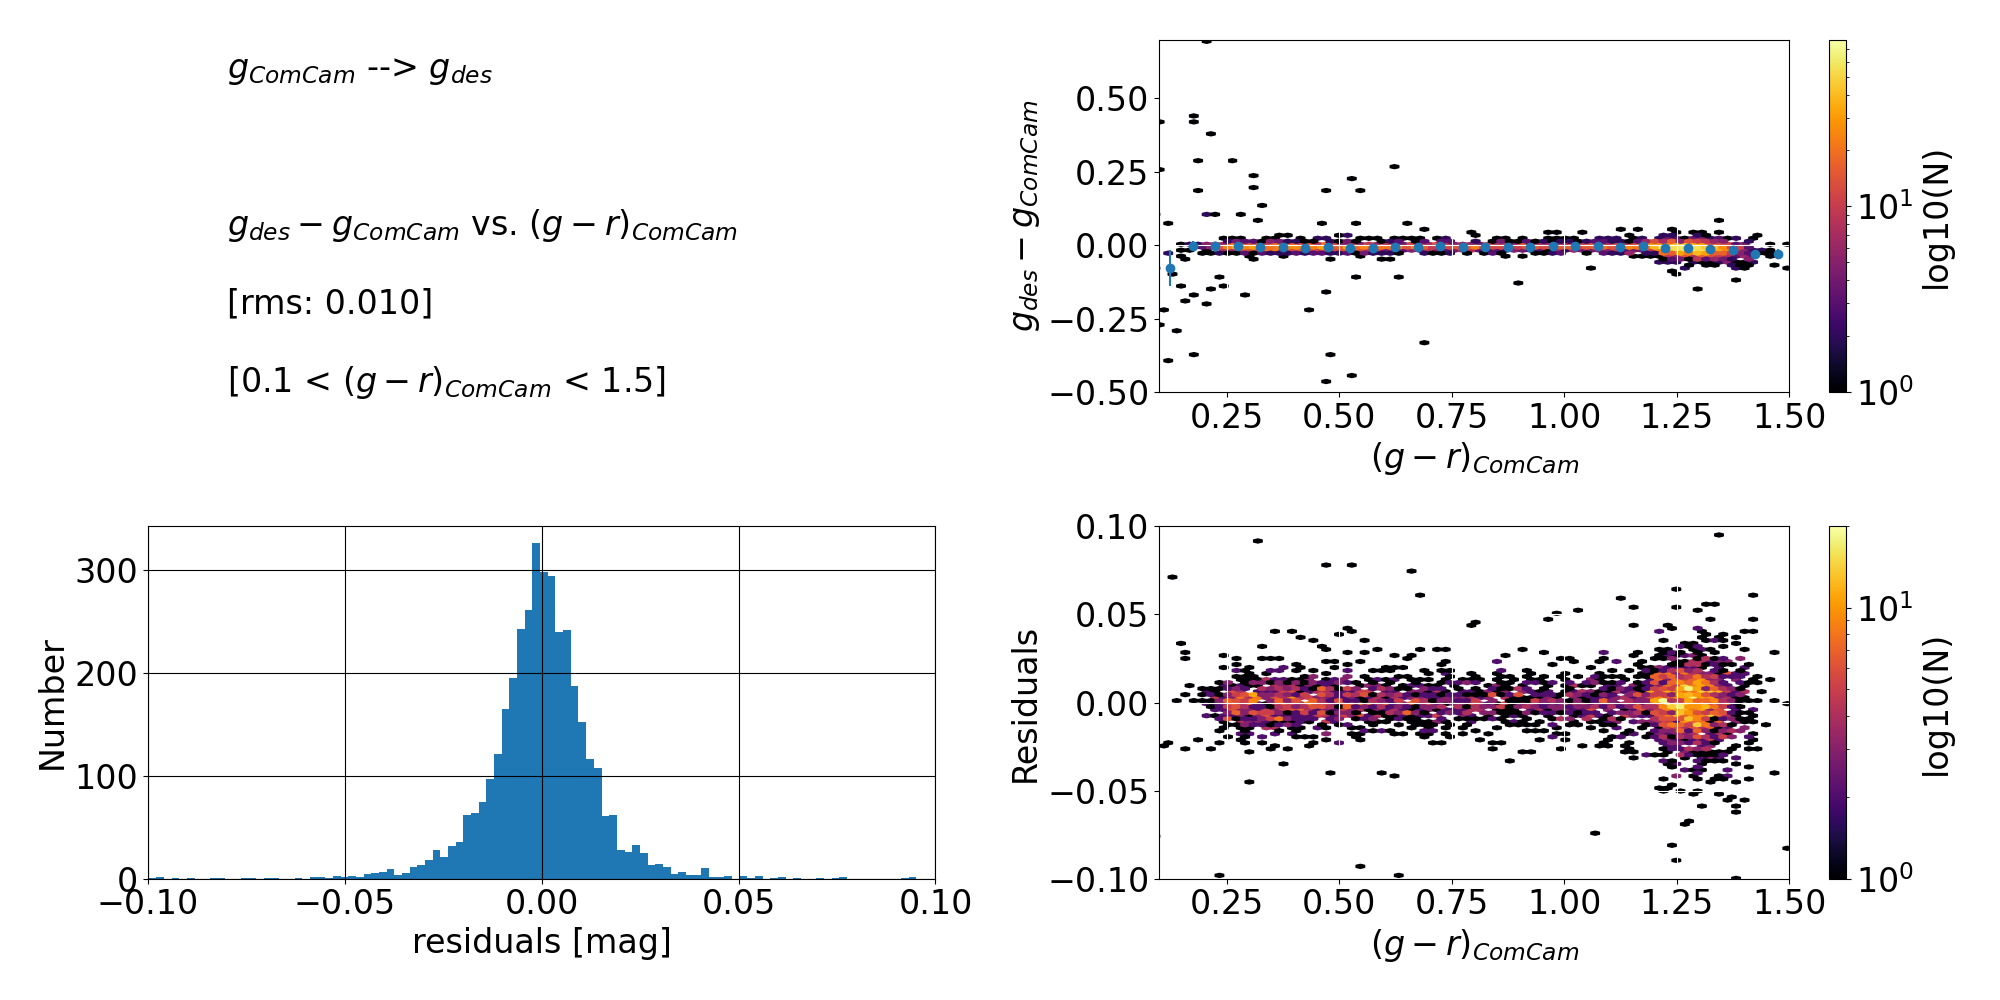 g_ComCam --> g_des
g_des − g_ComCam vs. (g − r)_ComCam
[rms: 0.010]
[0.1 < (g − r)_ComCam < 1.5]
g_des − g_ComCam
0.50
0.25
0.00
−0.25
−0.50
0.25 0.50 0.75 1.00 1.25 1.50
(g − r)_ComCam
10^1
10^0
log10(N)
Number
300
200
100
0
−0.10 −0.05 0.00 0.05 0.10
residuals [mag]
Residuals
0.10
0.05
0.00
−0.05
−0.10
0.25 0.50 0.75 1.00 1.25 1.50
(g − r)_ComCam
10^1
10^0
log10(N)